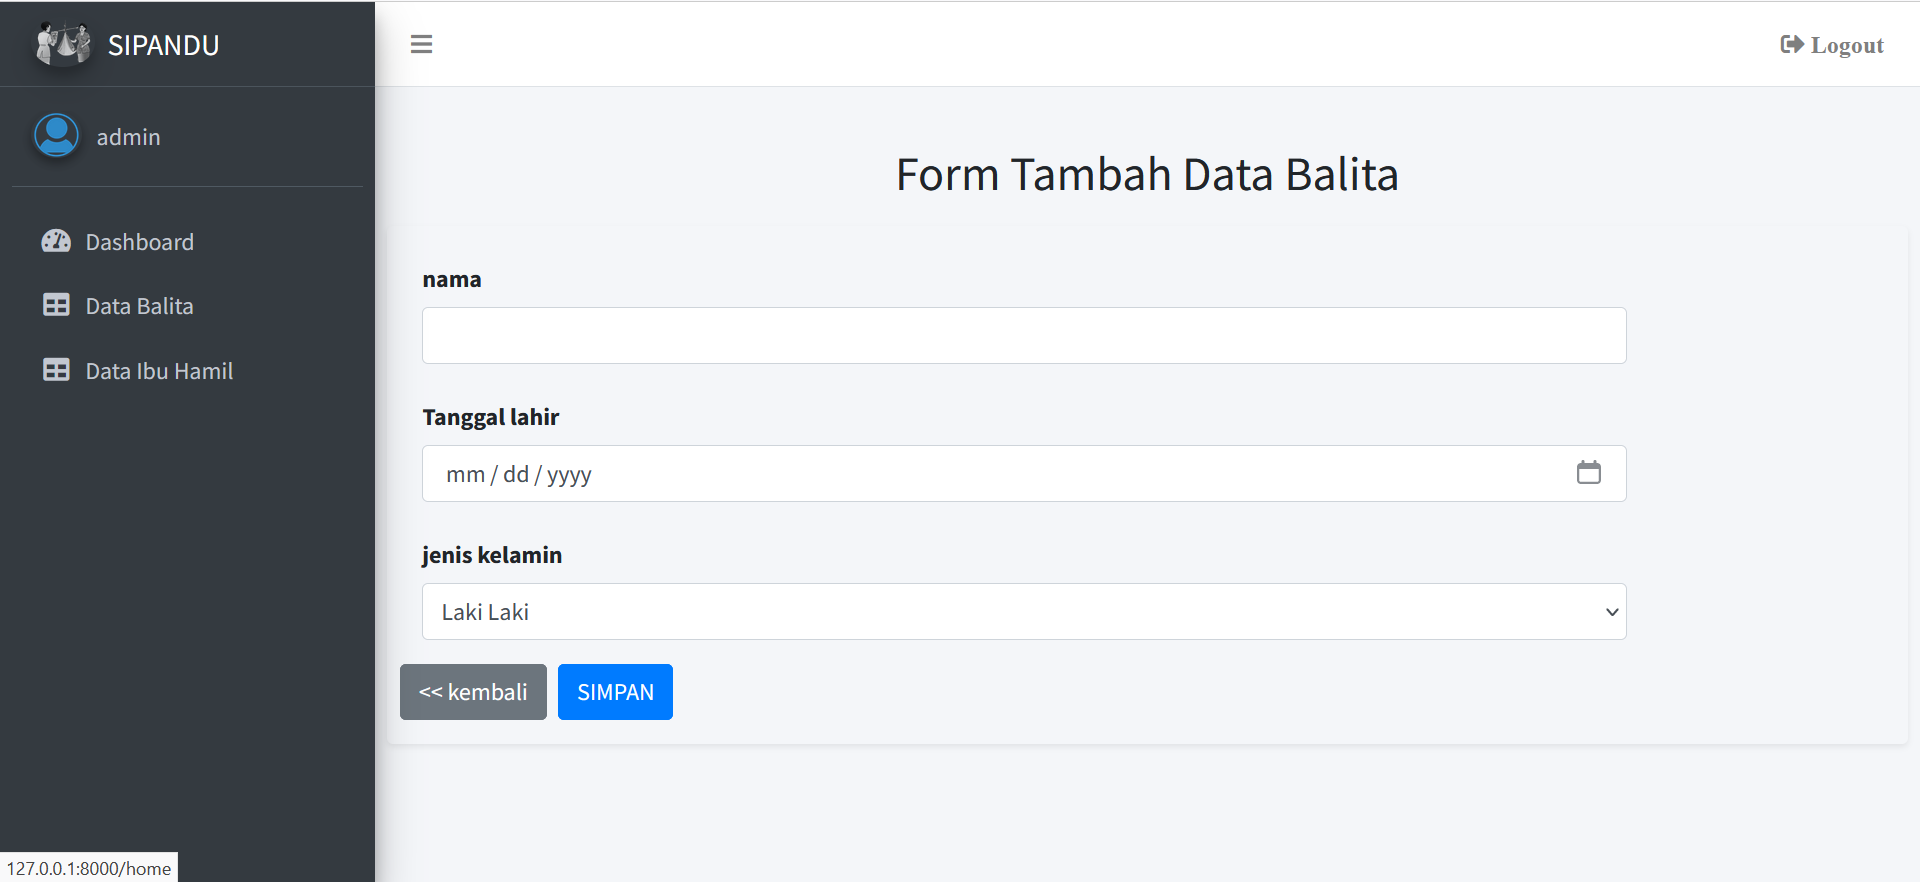 SIPANDU
Logout
admin
Dashboard
Data Balita
Data Ibu Hamil
Form Tambah Data Balita
nama
Tanggal lahir
mm / dd / yyyy
jenis kelamin
Laki Laki
<< kembali
SIMPAN
127.0.0.1:8000/home